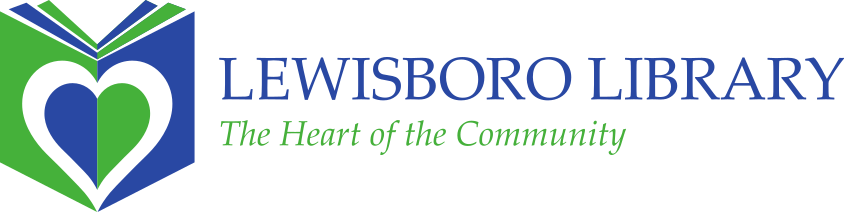 LEWISBORO LIBRARY
The Heart of the Community